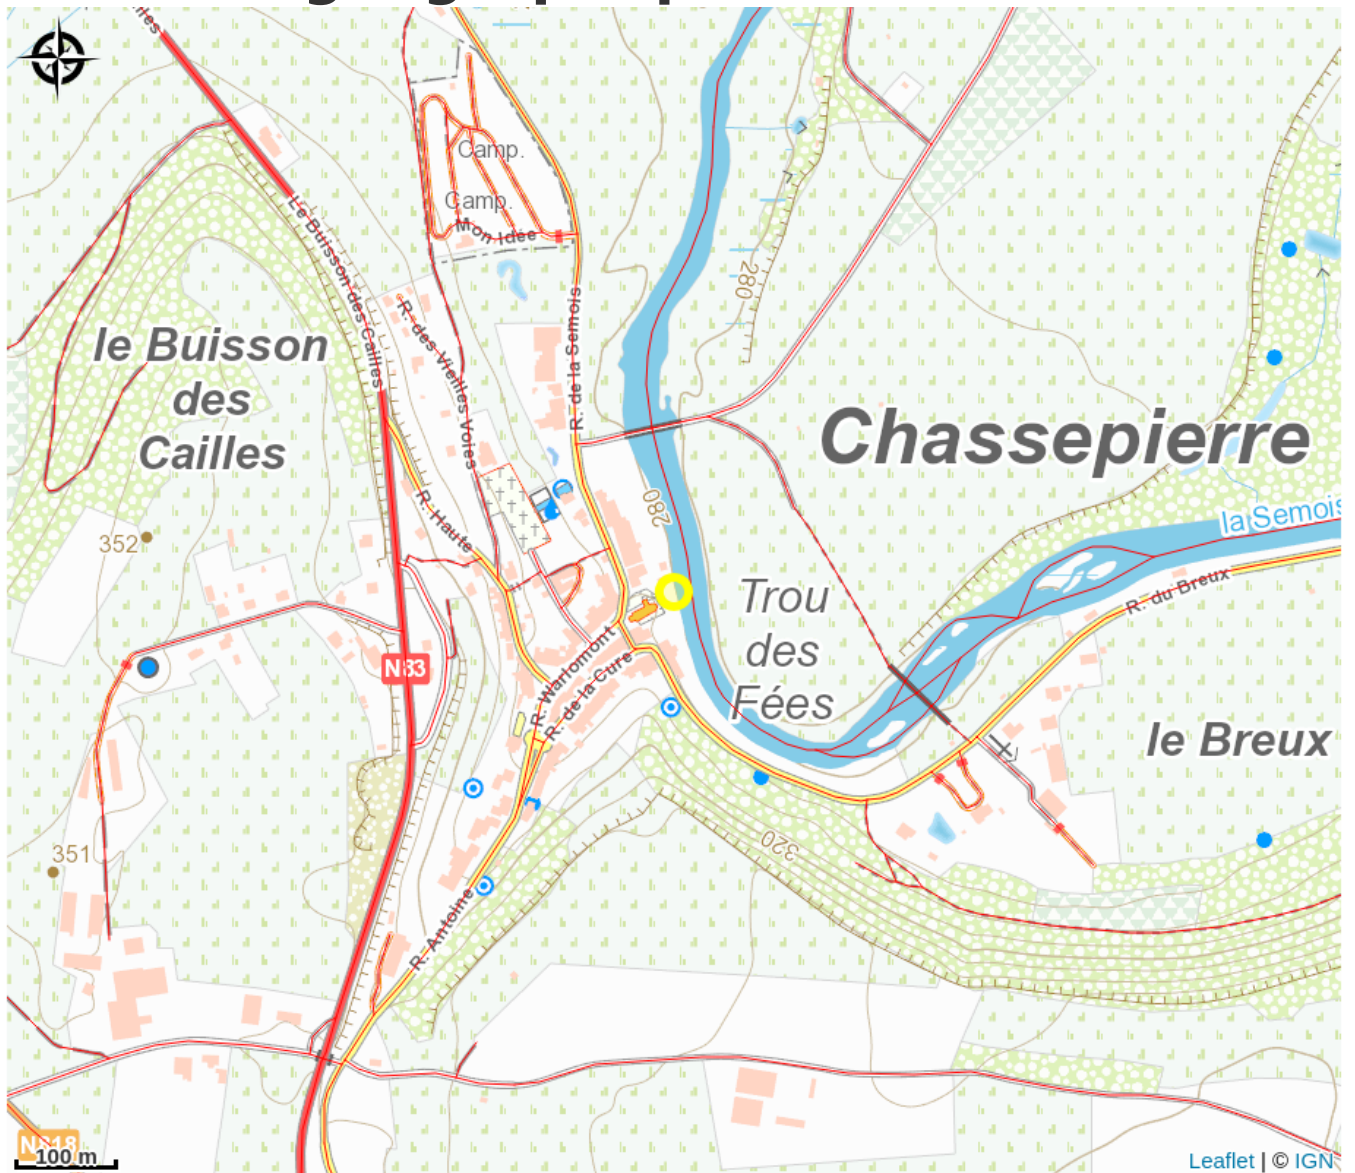 Camp.
Camp.
Mon Idée
Le Buisson des Cailles
R. des Vieilles Voies
R. de la Semois
280
le Buisson
des
Cailles
Chassepierre
R. Haute
280
la Semois
352
Trou
des
Fées
R. du Breux
N83
R. Warlomont
R. de la Cure
le Breux
320
351
R. Antoine
N818
100 m
Leaflet | © IGN